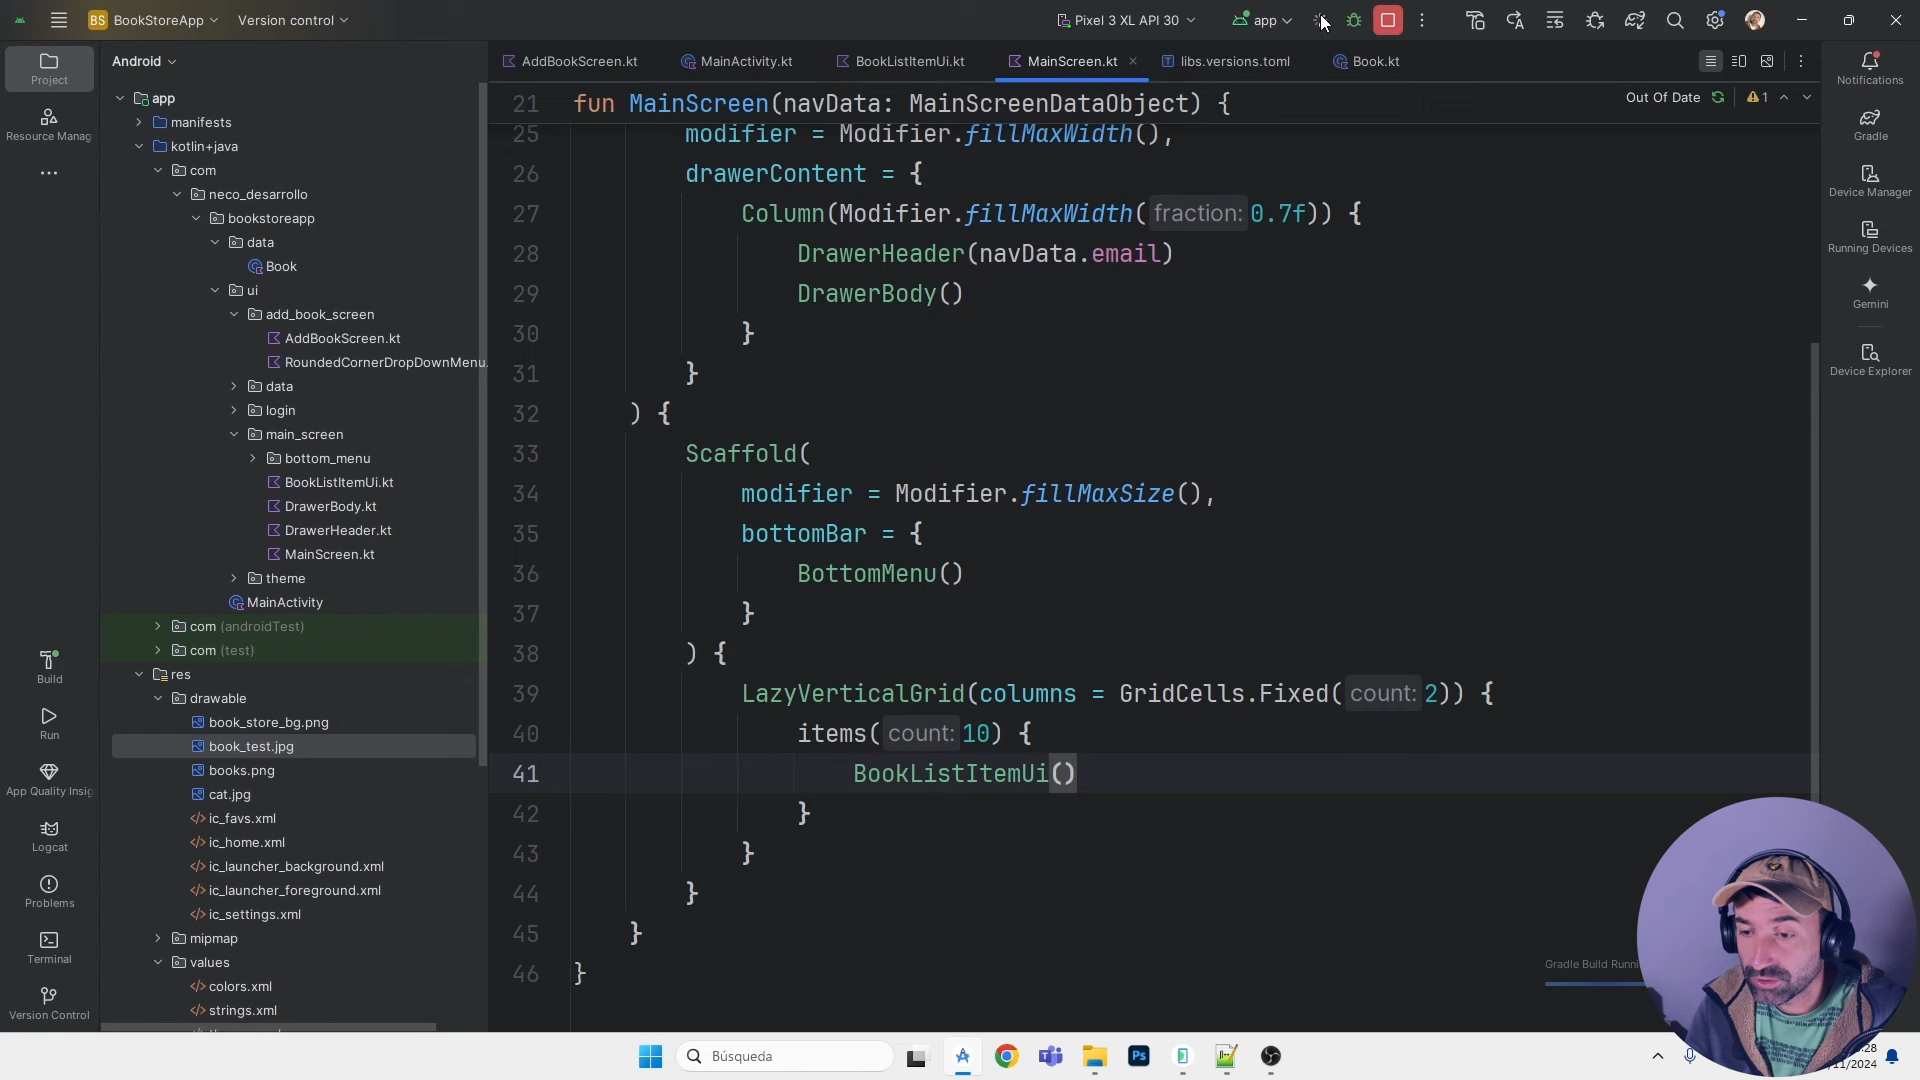 BS BookStoreApp Version control Pixel 3 XL API 30 app
Project
Resource Manag
Build
Run
App Quality Insig
Logcat
Problems
Terminal
Version Control
Android
app
manifests
kotlin+java
com
neco_desarrollo
bookstoreapp
data
Book
ui
add_book_screen
AddBookScreen.kt
RoundedCornerDropDownMenu.
data
login
main_screen
bottom_menu
BookListItemUi.kt
DrawerBody.kt
DrawerHeader.kt
MainScreen.kt
theme
MainActivity
com (androidTest)
com (test)
res
drawable
book_store_bg.png
book_test.jpg
books.png
cat.jpg
ic_favs.xml
ic_home.xml
ic_launcher_background.xml
ic_launcher_foreground.xml
ic_settings.xml
mipmap
values
colors.xml
strings.xml
AddBookScreen.kt MainActivity.kt BookListItemUi.kt MainScreen.kt libs.versions.toml Book.kt
Out Of Date 1
21 fun MainScreen(navData: MainScreenDataObject) {
25 modifier = Modifier.fillMaxWidth(),
26 drawerContent = {
27 Column(Modifier.fillMaxWidth( fraction: 0.7f)) {
28 DrawerHeader(navData.email)
29 DrawerBody()
30 }
31 }
32 ) {
33 Scaffold(
34 modifier = Modifier.fillMaxSize(),
35 bottomBar = {
36 BottomMenu()
37 }
38 ) {
39 LazyVerticalGrid(columns = GridCells.Fixed( count: 2)) {
40 items( count: 10) {
41 BookListItemUi()
42 }
43 }
44 }
45 }
46 }
Notifications
Gradle
Device Manager
Running Devices
Gemini
Device Explorer
Gradle Build
Búsqueda